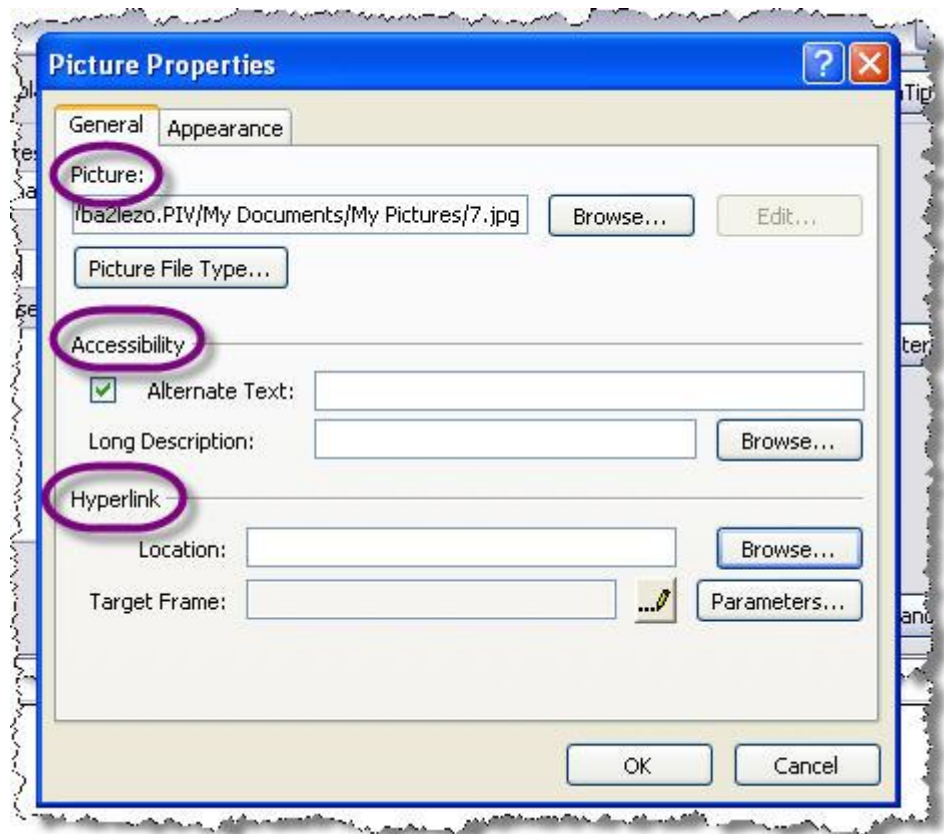 Picture Properties
General Appearance
Picture:
/ba2lezo.PIV/My Documents/My Pictures/7.jpg Browse... Edit...
Picture File Type...
Accessibility
Alternate Text:
Long Description: Browse...
Hyperlink
Location: Browse...
Target Frame: Parameters...
OK Cancel